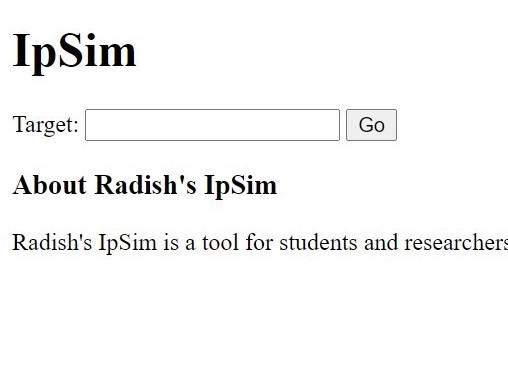 IpSim
Target: Go
About Radish's IpSim
Radish's IpSim is a tool for students and researchers